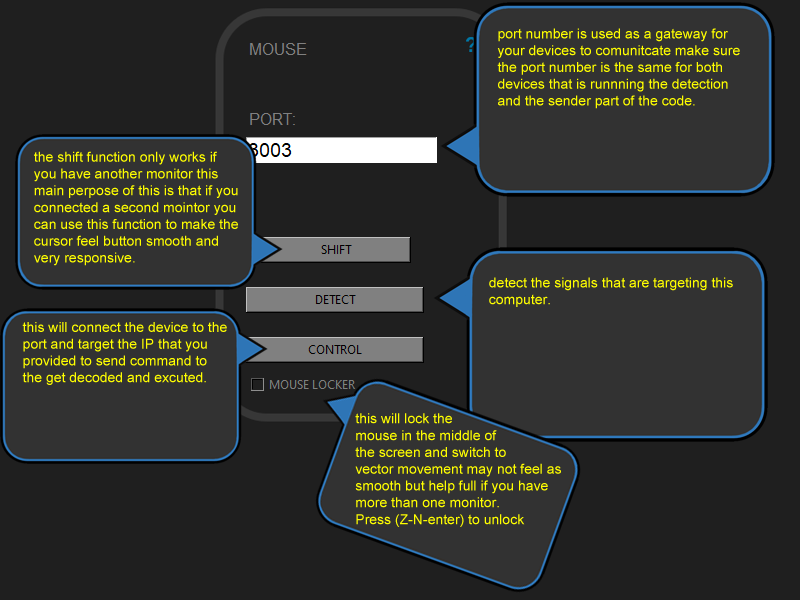 MOUSE
?
port number is used as a gateway for
your devices to comunitcate make sure
the port number is the same for both
devices that is runnning the detection
and the sender part of the code.
PORT:
3003
the shift function only works if
you have another monitor this
main perpose of this is that if you
connected a second mointor you
can use this function to make the
cursor feel button smooth and
very responsive.
SHIFT
detect the signals that are targeting this
computer.
DETECT
this will connect the device to the
port and target the IP that you
provided to send command to
the get decoded and excuted.
CONTROL
MOUSE LOCKER
this will lock the
mouse in the middle of
the screen and switch to
vector movement may not feel as
smooth but help full if you have
more than one monitor.
Press (Z-N-enter) to unlock